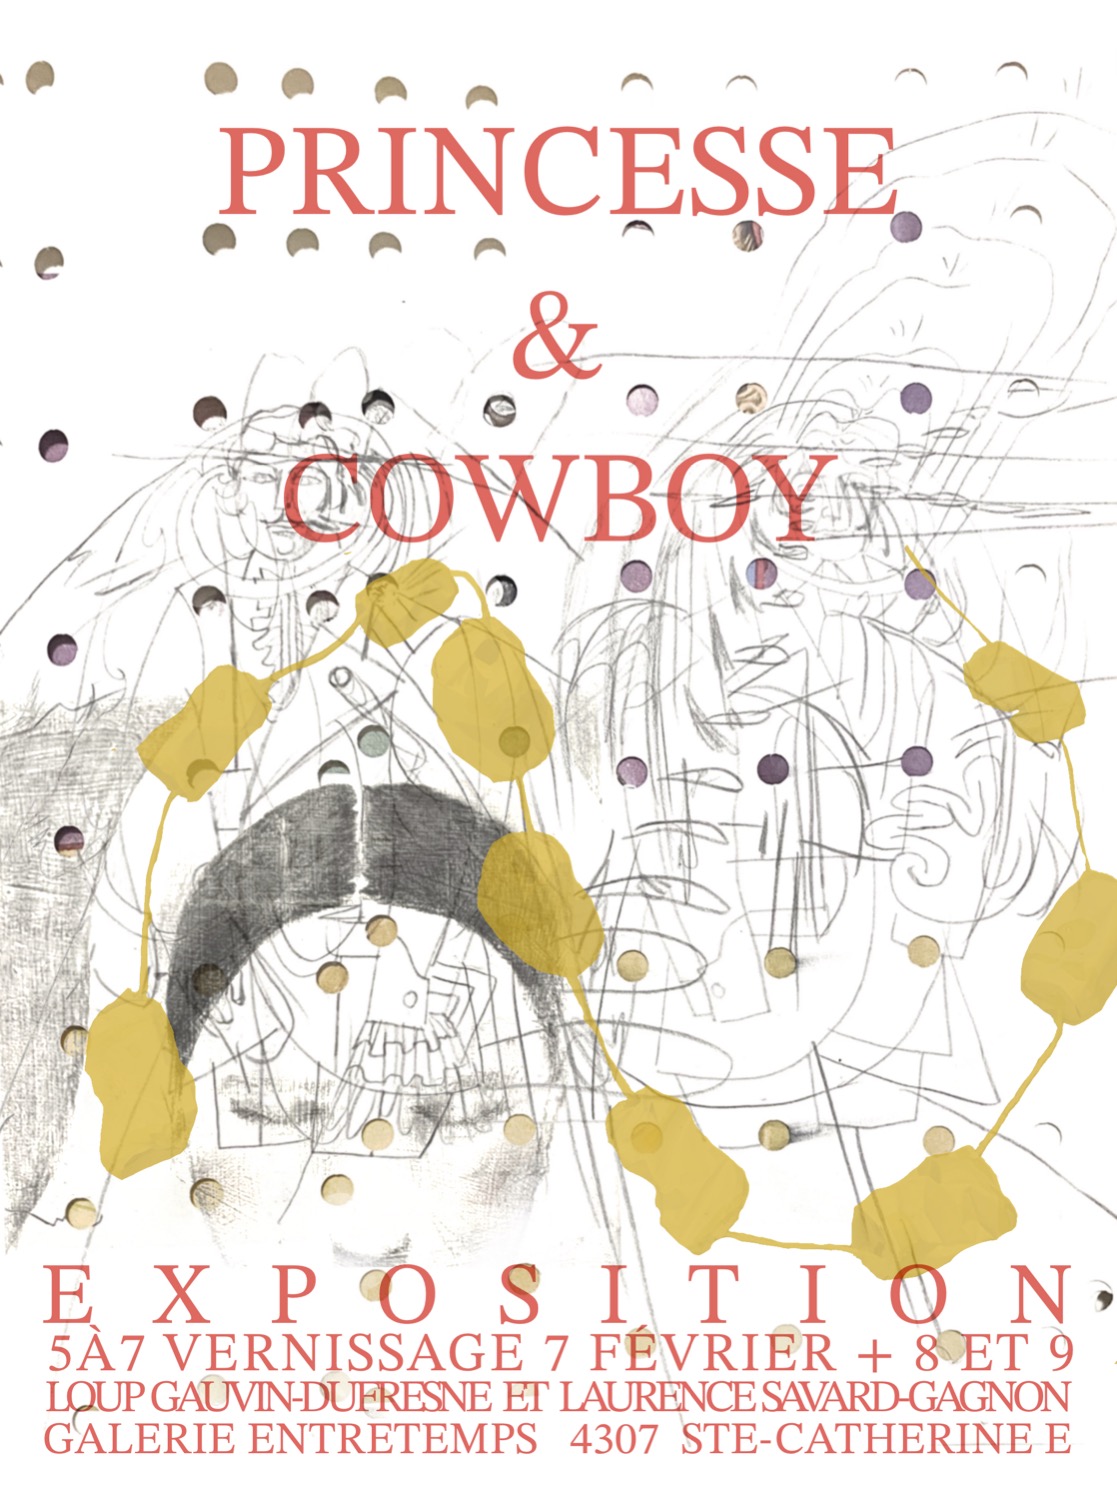 PRINCESSE
&
COWBOY
EXPOSITION
5À7 VERNISSAGE 7 FÉVRIER + 8 ET 9
LOUP GAUVIN-DUFRESNE ET LAURENCE SAVARD-GAGNON
GALERIE ENTRETEMPS 4307 STE-CATHERINE E